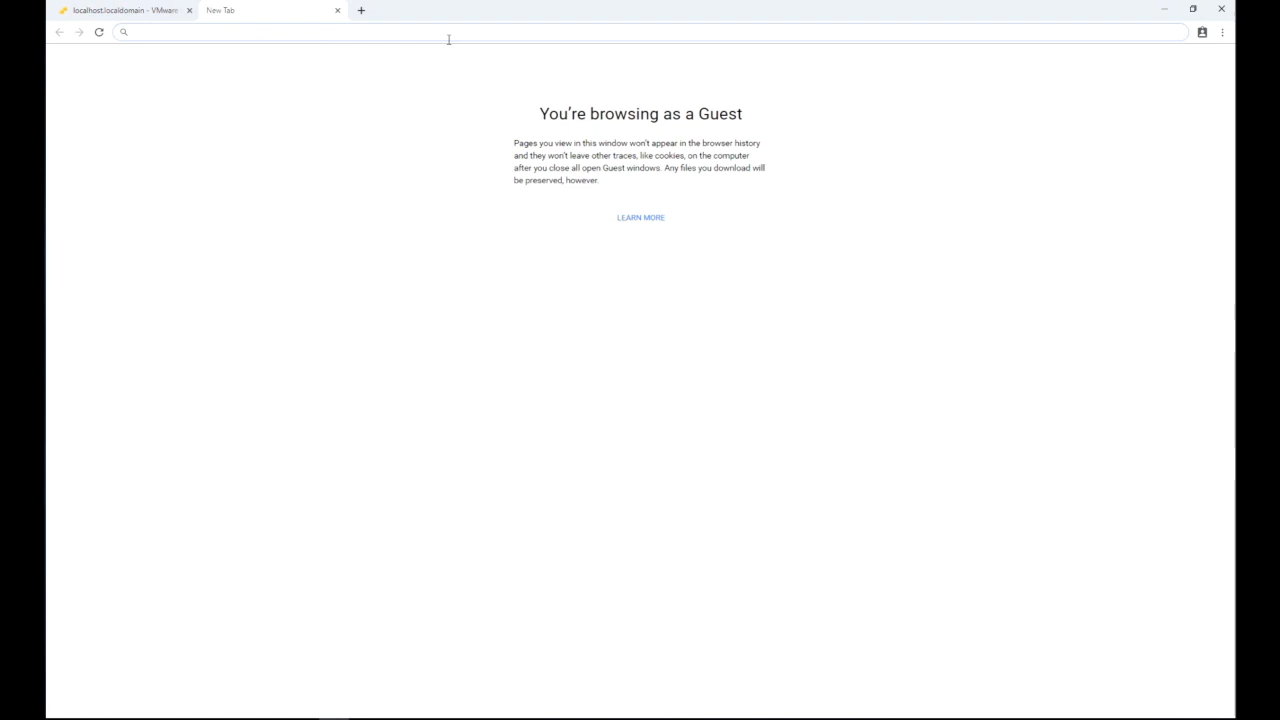 localhost.localdomain - VMware
New Tab
You're browsing as a Guest
Pages you view in this window won't appear in the browser history
and they won't leave other traces, like cookies, on the computer
after you close all open Guest windows. Any files you download will
be preserved, however.
LEARN MORE